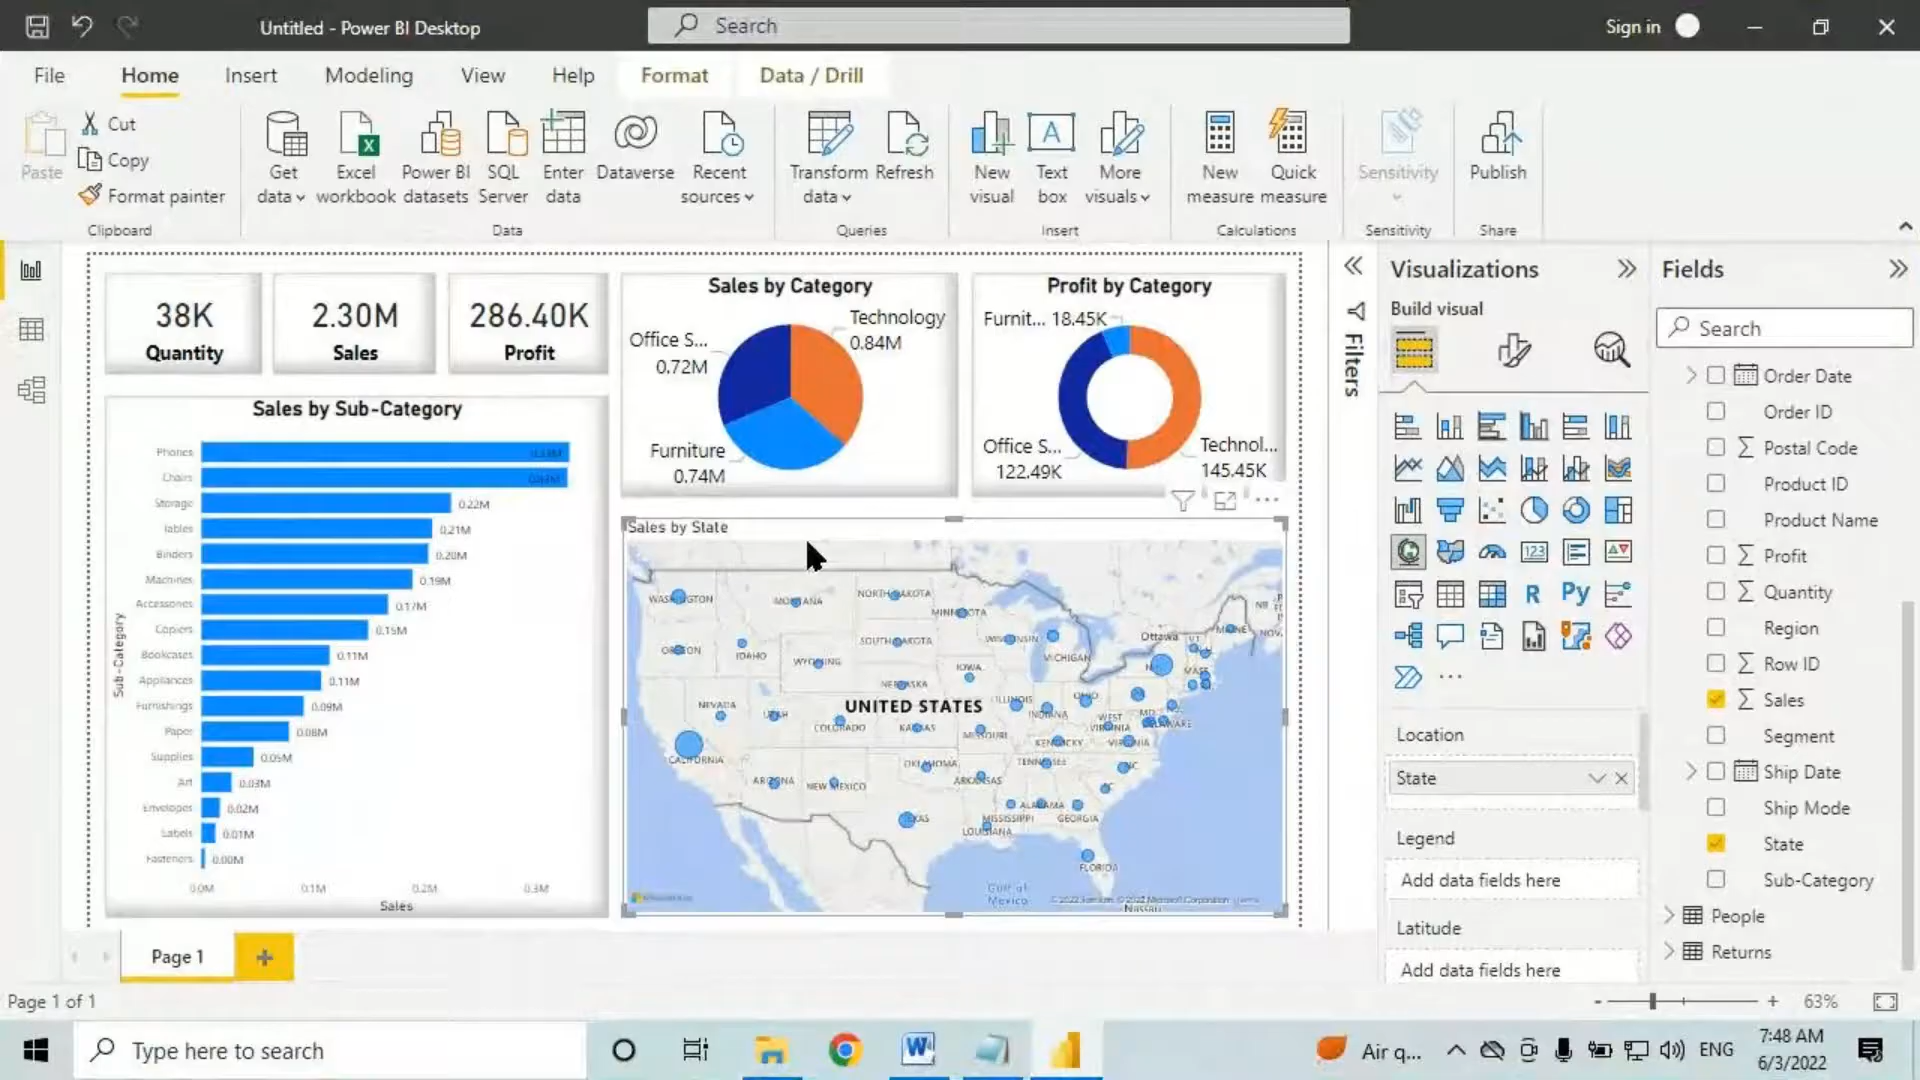 Untitled - Power BI Desktop
Search
Sign in
File
Home
Insert
Modeling
View
Help
Format
Data / Drill
Paste
Cut
Copy
Format painter
Clipboard
Get data
Excel workbook
Power BI datasets
SQL Server
Enter data
Dataverse
Recent sources
Data
Transform data
Refresh
Queries
New visual
Text box
More visuals
Insert
New measure
Quick measure
Calculations
Sensitivity
Sensitivity
Publish
Share
38K
Quantity
2.30M
Sales
286.40K
Profit
Sales by Category
Technology
0.84M
Office S...
0.72M
Furniture
0.74M
Profit by Category
Furnit... 18.45K
Office S...
122.49K
Technol...
145.45K
Sales by Sub-Category
Sub-Category
Phones
Chairs
Storage 0.22M
Tables 0.21M
Binders 0.20M
Machines 0.19M
Accessories 0.17M
Copiers 0.15M
Bookcases 0.11M
Appliances 0.11M
Furnishings 0.09M
Paper 0.08M
Supplies 0.05M
Art 0.03M
Envelopes 0.02M
Labels 0.01M
Fasteners 0.00M
0.0M 0.1M 0.2M 0.3M
Sales
Sales by State
WASHINGTON
MONTANA
NORTH DAKOTA
MINNESOTA
MAINE
OREGON
IDAHO
SOUTH DAKOTA
WISCONSIN
Ottawa
WYOMING
MICHIGAN
IOWA
MASS
NEBRASKA
NEVADA
UTAH
UNITED STATES
ILLINOIS
INDIANA
OHIO
COLORADO
KANSAS
MISSOURI
WEST VIRGINIA
MD
DELAWARE
KENTUCKY
VIRGINIA
CALIFORNIA
OKLAHOMA
TENNESSEE
NC
ARIZONA
NEW MEXICO
ARKANSAS
ALABAMA
TEXAS
MISSISSIPPI
GEORGIA
LOUISIANA
FLORIDA
Gulf of Mexico
Filters
Visualizations
Build visual
123
R
Py
Location
State
Legend
Add data fields here
Latitude
Add data fields here
Fields
Search
Order Date
Order ID
Postal Code
Product ID
Product Name
Profit
Quantity
Region
Row ID
Sales
Segment
Ship Date
Ship Mode
State
Sub-Category
People
Returns
Page 1
Page 1 of 1
63%
Type here to search
Air q...
ENG
7:48 AM
6/3/2022